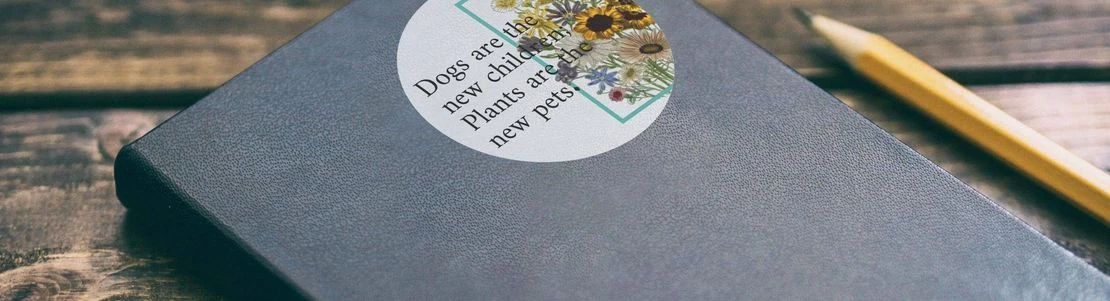 Dogs are the
new children;
Plants are the
new pets.